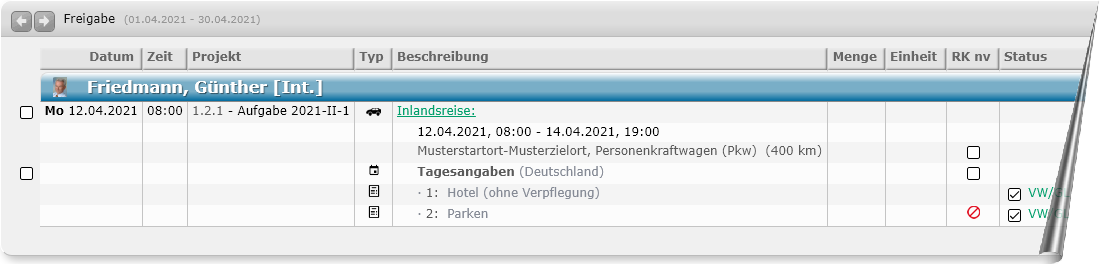 Freigabe (01.04.2021 - 30.04.2021)
Datum Zeit Projekt Typ Beschreibung Menge Einheit RK nv Status
Friedmann, Günther [Int.]
Mo 12.04.2021 08:00 1.2.1 - Aufgabe 2021-II-1 Inlandsreise:
12.04.2021, 08:00 - 14.04.2021, 19:00
Musterstartort-Musterzielort, Personenkraftwagen (Pkw) (400 km)
Tagesangaben (Deutschland)
· 1: Hotel (ohne Verpflegung) VW/GL
· 2: Parken VW/GL